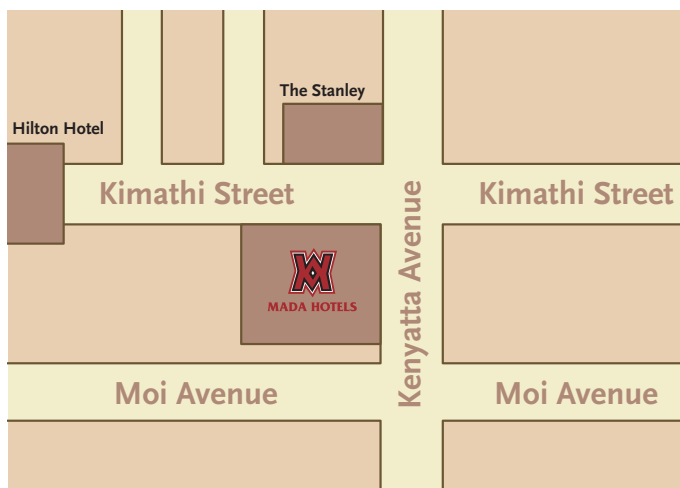 The Stanley
Hilton Hotel
Kimathi Street
Kimathi Street
Kenyatta Avenue
MADA HOTELS
Moi Avenue
Moi Avenue